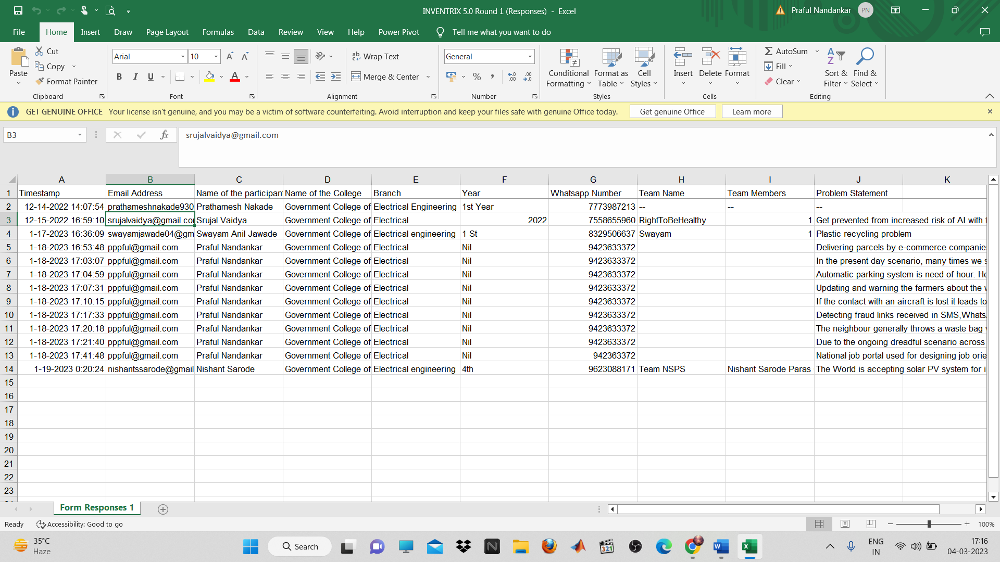 INVENTRIX 5.0 Round 1 (Responses) - Excel
Praful Nandankar PN
File Home Insert Draw Page Layout Formulas Data Review View Help Power Pivot Tell me what you want to do
Paste
Cut
Copy
Format Painter
Clipboard
Arial 10
B I U
Font
ab Wrap Text
Merge & Center
Alignment
General
% ,
Number
Conditional Formatting
Format as Table
Cell Styles
Styles
Insert Delete Format
Cells
AutoSum
Fill
Clear
Sort & Filter
Find & Select
Editing
GET GENUINE OFFICE Your license isn't genuine, and you may be a victim of software counterfeiting. Avoid interruption and keep your files safe with genuine Office today. Get genuine Office Learn more
B3 fx srujalvaidya@gmail.com
A B C D E F G H I J K
1 Timestamp Email Address Name of the participan Name of the College Branch Year Whatsapp Number Team Name Team Members Problem Statement
2 12-14-2022 14:07:54 prathameshnakade930 Prathamesh Nakade Government College of Electrical Engineering 1st Year 7773987213 -- -- --
3 12-15-2022 16:59:10 srujalvaidya@gmail.co Srujal Vaidya Government College of Electrical 2022 7558655960 RightToBeHealthy 1 Get prevented from increased risk of AI with
4 1-17-2023 16:36:09 swayamjawade04@gm Swayam Anil Jawade Government College of Electrical engineering 1 St 8329506637 Swayam 1 Plastic recycling problem
5 1-18-2023 16:53:48 pppful@gmail.com Praful Nandankar Government College of Electrical Nil 9423633372 Delivering parcels by e-commerce companie
6 1-18-2023 17:03:07 pppful@gmail.com Praful Nandankar Government College of Electrical Nil 9423633372 In the present day scenario, many times we s
7 1-18-2023 17:04:59 pppful@gmail.com Praful Nandankar Government College of Electrical Nil 9423633372 Automatic parking system is need of hour. He
8 1-18-2023 17:07:31 pppful@gmail.com Praful Nandankar Government College of Electrical Nil 9423633372 Updating and warning the farmers about the
9 1-18-2023 17:10:15 pppful@gmail.com Praful Nandankar Government College of Electrical Nil 9423633372 If the contact with an aircraft is lost it leads to
10 1-18-2023 17:17:33 pppful@gmail.com Praful Nandankar Government College of Electrical Nil 9423633372 Detecting fraud links received in SMS,Whats
11 1-18-2023 17:20:18 pppful@gmail.com Praful Nandankar Government College of Electrical Nil 9423633372 The neighbour generally throws a waste bag
12 1-18-2023 17:21:40 pppful@gmail.com Praful Nandankar Government College of Electrical Nil 9423633372 Due to the ongoing dreadful scenario across
13 1-18-2023 17:41:48 pppful@gmail.com Praful Nandankar Government College of Electrical Nil 942363372 National job portal used for designing job orie
14 1-19-2023 0:20:24 nishantssarode@gmail Nishant Sarode Government College of Electrical engineering 4th 9623088171 Team NSPS Nishant Sarode Paras The World is accepting solar PV system for i
15
16
17
18
19
20
21
22
23
Form Responses 1
Ready Accessibility: Good to go 100%
35°C
Haze
Search
321
ENG
IN
17:16
04-03-2023